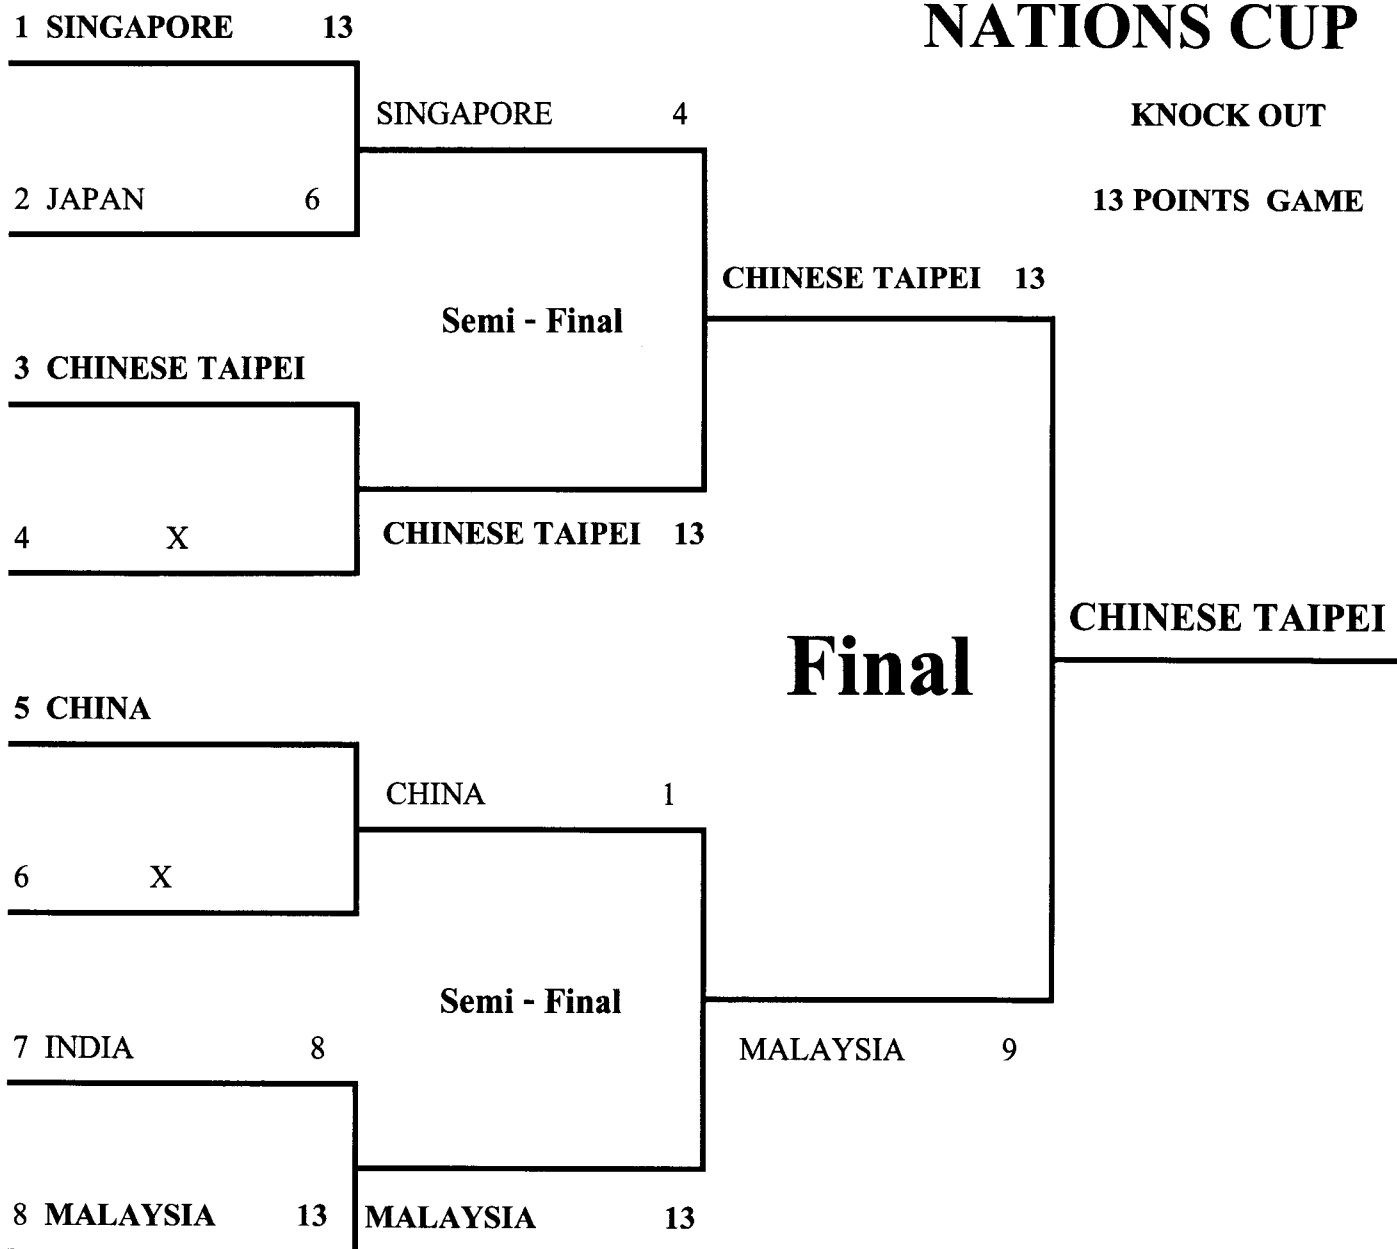 NATIONS CUP
1 SINGAPORE 13
SINGAPORE 4
KNOCK OUT
2 JAPAN 6
13 POINTS GAME
CHINESE TAIPEI 13
Semi - Final
3 CHINESE TAIPEI
4 X
CHINESE TAIPEI 13
CHINESE TAIPEI
Final
5 CHINA
CHINA 1
6 X
Semi - Final
7 INDIA 8
MALAYSIA 9
8 MALAYSIA 13
MALAYSIA 13